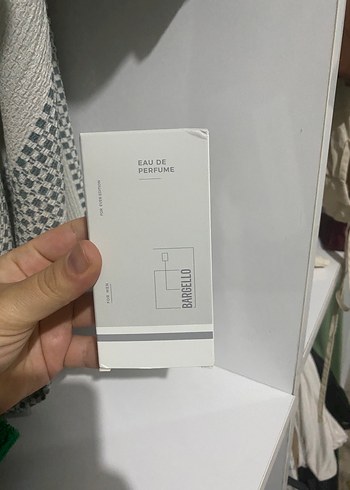 EAU DE
PERFUME
FOR MEN
BARGELLO